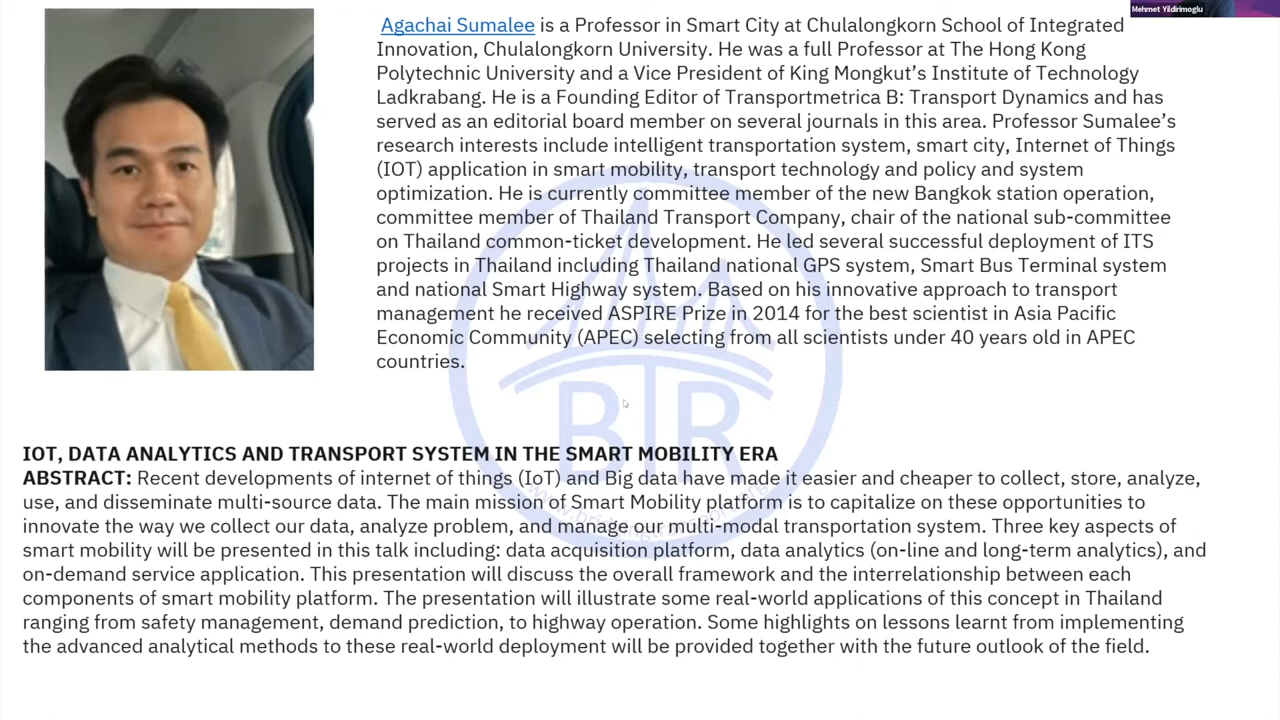 Mehmet Yildirimoglu
Agachai Sumalee is a Professor in Smart City at Chulalongkorn School of Integrated
Innovation, Chulalongkorn University. He was a full Professor at The Hong Kong
Polytechnic University and a Vice President of King Mongkut’s Institute of Technology
Ladkrabang. He is a Founding Editor of Transportmetrica B: Transport Dynamics and has
served as an editorial board member on several journals in this area. Professor Sumalee’s
research interests include intelligent transportation system, smart city, Internet of Things
(IOT) application in smart mobility, transport technology and policy and system
optimization. He is currently committee member of the new Bangkok station operation,
committee member of Thailand Transport Company, chair of the national sub-committee
on Thailand common-ticket development. He led several successful deployment of ITS
projects in Thailand including Thailand national GPS system, Smart Bus Terminal system
and national Smart Highway system. Based on his innovative approach to transport
management he received ASPIRE Prize in 2014 for the best scientist in Asia Pacific
Economic Community (APEC) selecting from all scientists under 40 years old in APEC
countries.
BTR
IOT, DATA ANALYTICS AND TRANSPORT SYSTEM IN THE SMART MOBILITY ERA
ABSTRACT: Recent developments of internet of things (IoT) and Big data have made it easier and cheaper to collect, store, analyze,
use, and disseminate multi-source data. The main mission of Smart Mobility platform is to capitalize on these opportunities to
innovate the way we collect our data, analyze problem, and manage our multi-modal transportation system. Three key aspects of
smart mobility will be presented in this talk including: data acquisition platform, data analytics (on-line and long-term analytics), and
on-demand service application. This presentation will discuss the overall framework and the interrelationship between each
components of smart mobility platform. The presentation will illustrate some real-world applications of this concept in Thailand
ranging from safety management, demand prediction, to highway operation. Some highlights on lessons learnt from implementing
the advanced analytical methods to these real-world deployment will be provided together with the future outlook of the field.